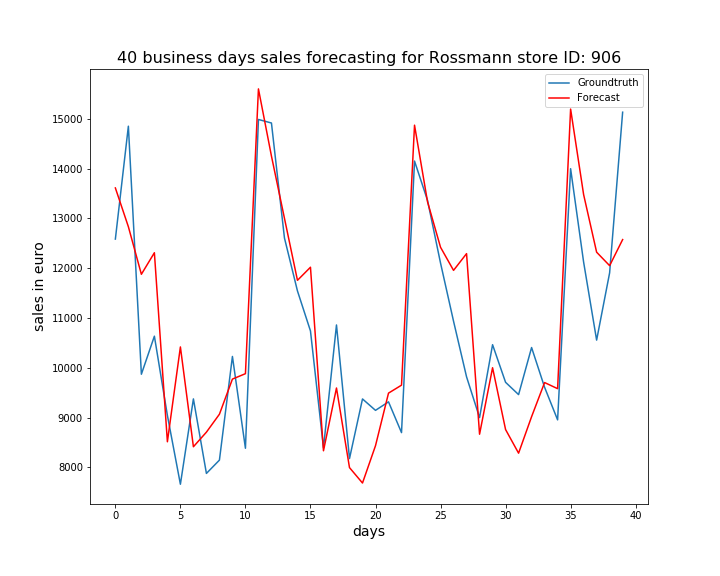 40 business days sales forecasting for Rossmann store ID: 906
Groundtruth
Forecast
sales in euro
15000
14000
13000
12000
11000
10000
9000
8000
0 5 10 15 20 25 30 35 40
days